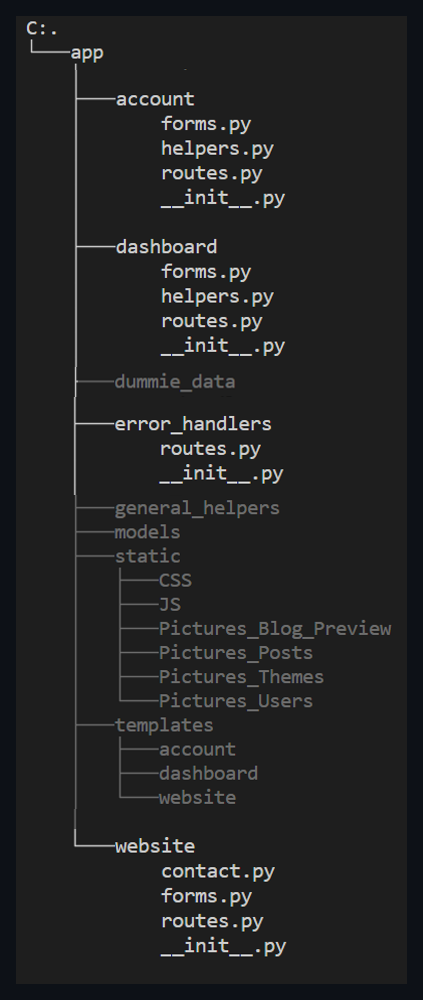 C:.
└───app
├───account
forms.py
helpers.py
routes.py
__init__.py
├───dashboard
forms.py
helpers.py
routes.py
__init__.py
├───dummie_data
├───error_handlers
routes.py
__init__.py
├───general_helpers
├───models
├───static
├───CSS
├───JS
├───Pictures_Blog_Preview
├───Pictures_Posts
├───Pictures_Themes
└───Pictures_Users
├───templates
├───account
├───dashboard
└───website
└───website
contact.py
forms.py
routes.py
__init__.py